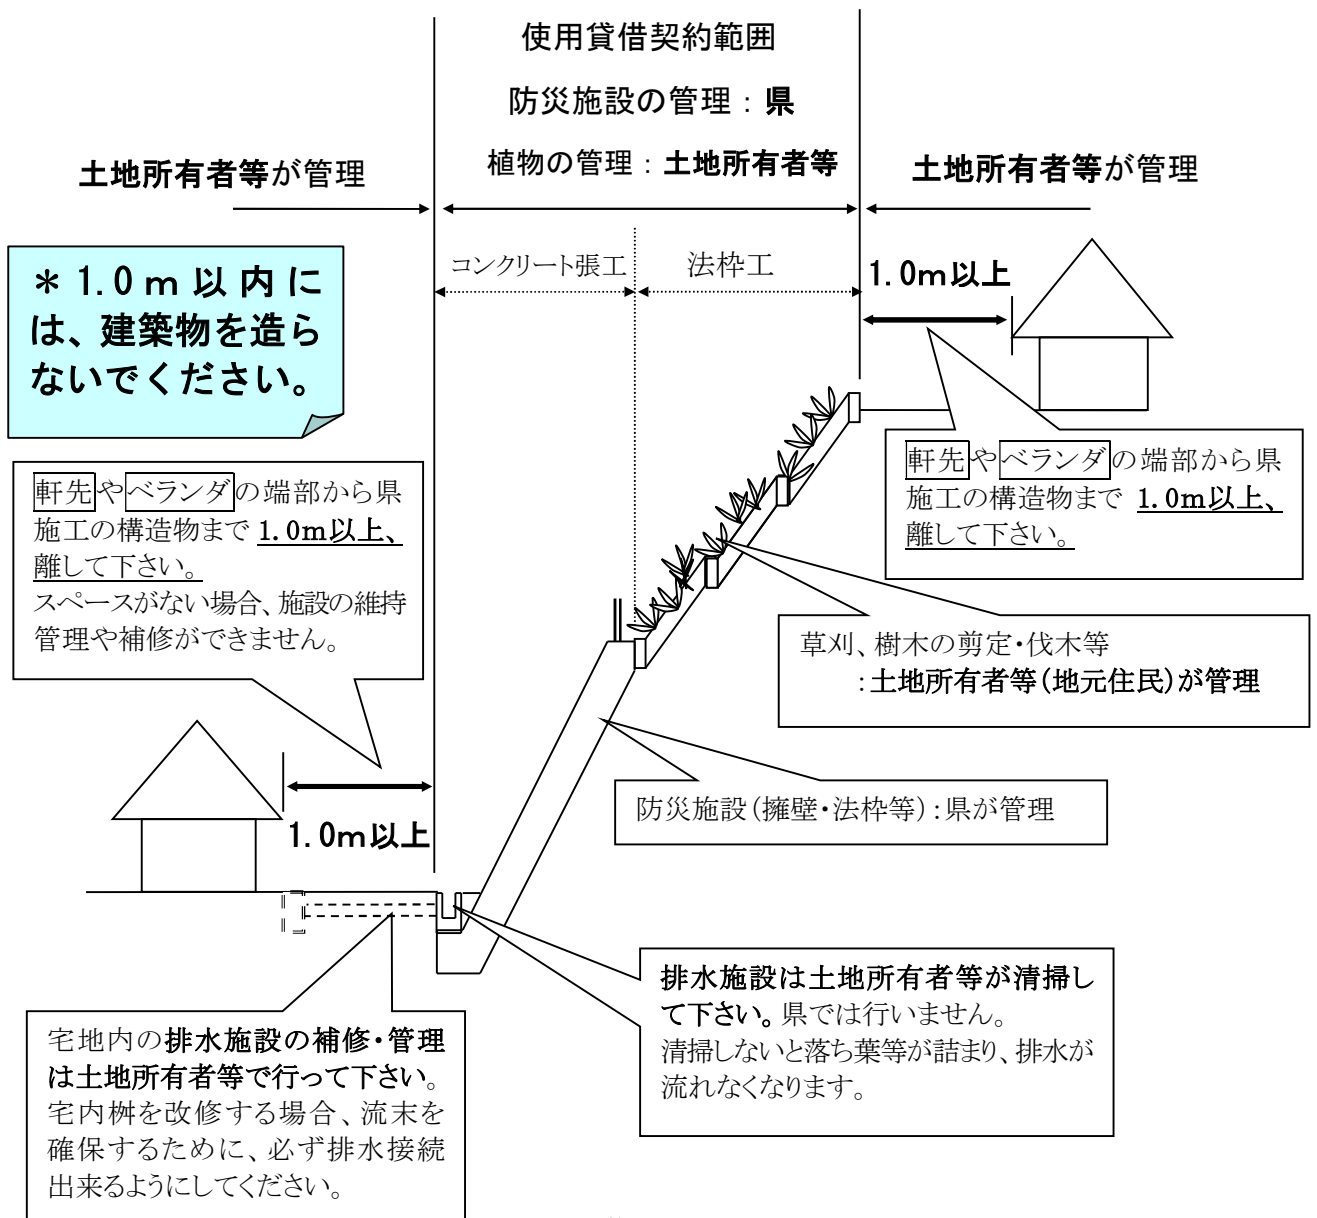 使用貸借契約範囲
防災施設の管理：県
植物の管理：土地所有者等
土地所有者等が管理
土地所有者等が管理
＊1.0ｍ以内に
は、建築物を造ら
ないでください。
コンクリート張工
法枠工
1.0ｍ以上
軒先やベランダの端部から県
施工の構造物まで 1.0ｍ以上、
離して下さい。
スペースがない場合、施設の維持
管理や補修ができません。
軒先やベランダの端部から県
施工の構造物まで 1.0ｍ以上、
離して下さい。
草刈、樹木の剪定・伐木等
：土地所有者等（地元住民）が管理
防災施設（擁壁・法枠等）：県が管理
1.0ｍ以上
排水施設は土地所有者等が清掃し
て下さい。県では行いません。
清掃しないと落ち葉等が詰まり、排水が
流れなくなります。
宅地内の排水施設の補修・管理
は土地所有者等で行って下さい。
宅内桝を改修する場合、流末を
確保するために、必ず排水接続
出来るようにしてください。